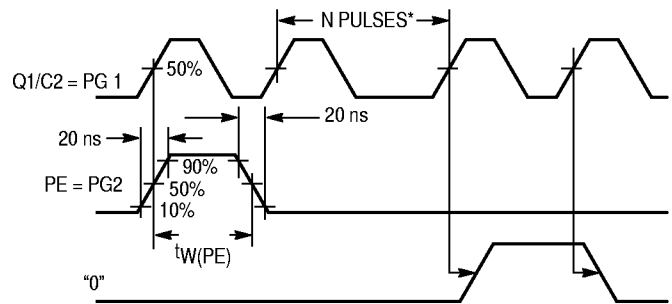 N PULSES*
Q1/C2 = PG 1
50%
20 ns
20 ns
90%
PE = PG2
50%
10%
tW(PE)
“0”